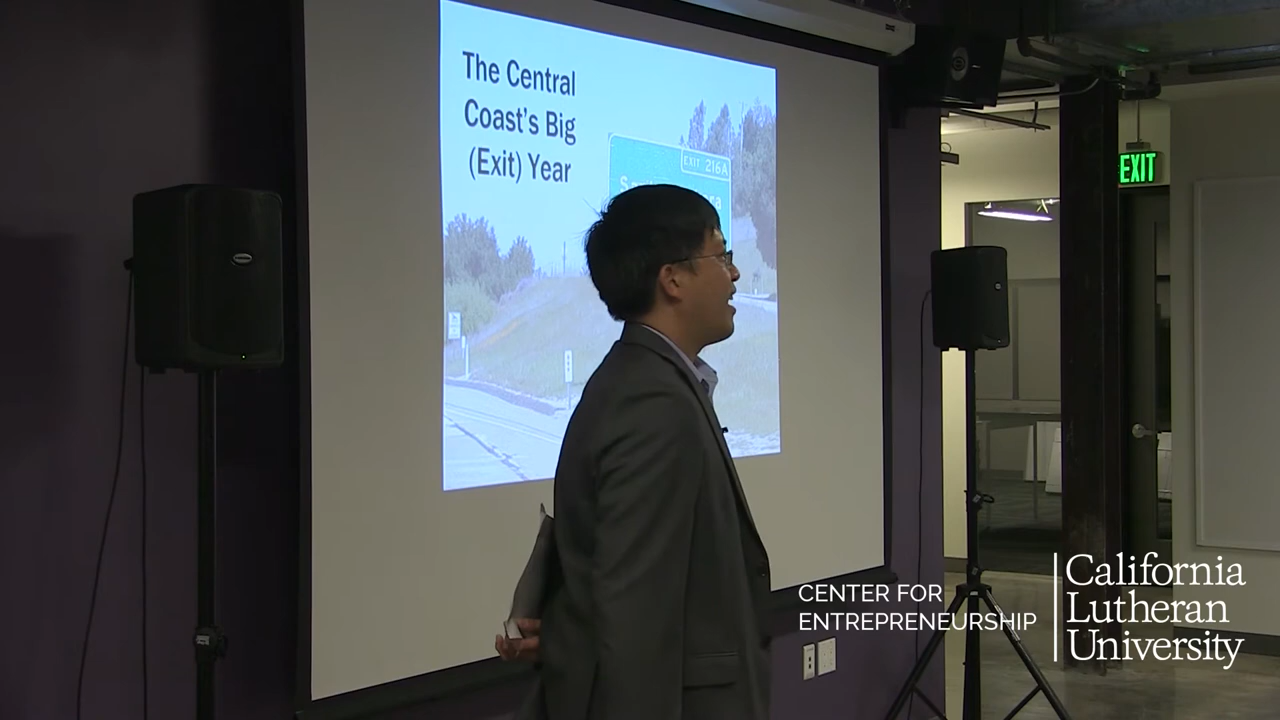 The Central
Coast's Big
(Exit) Year
EXIT 216A
EXIT
CENTER FOR
ENTREPRENEURSHIP
California
Lutheran
University